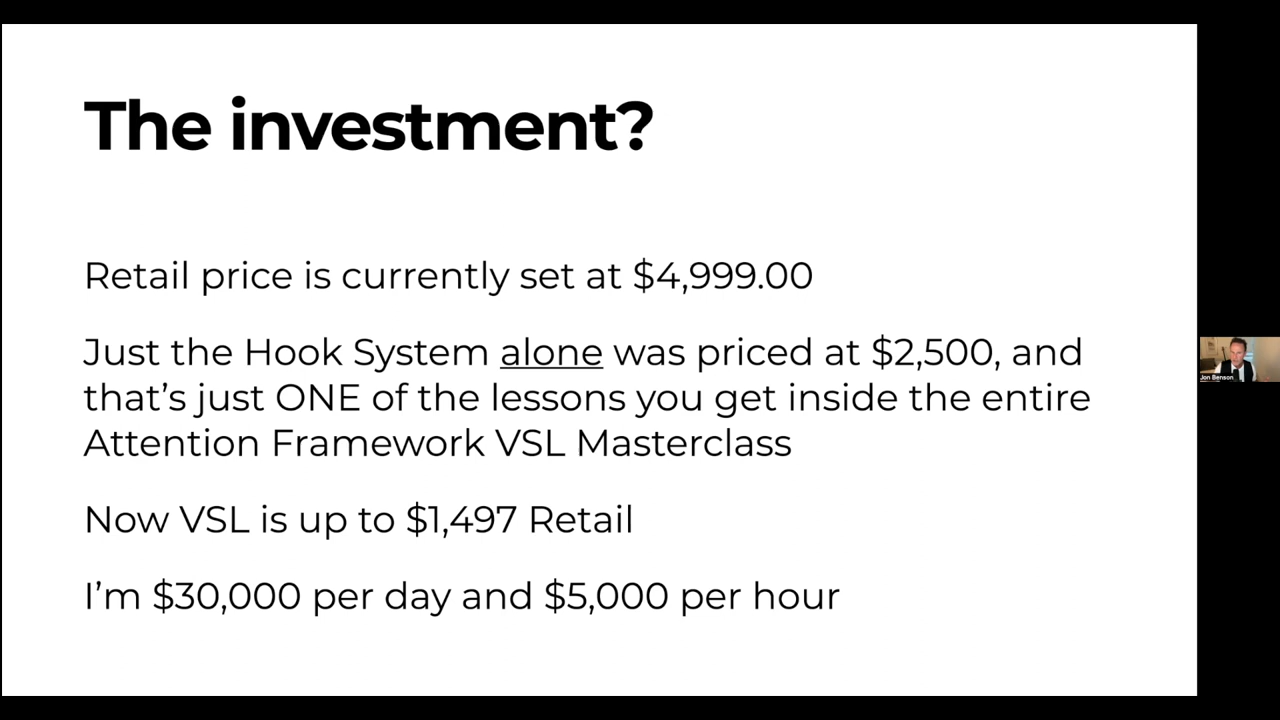 The investment?
Retail price is currently set at $4,999.00
Just the Hook System alone was priced at $2,500, and
that’s just ONE of the lessons you get inside the entire
Attention Framework VSL Masterclass
Now VSL is up to $1,497 Retail
I’m $30,000 per day and $5,000 per hour
Jon Benson